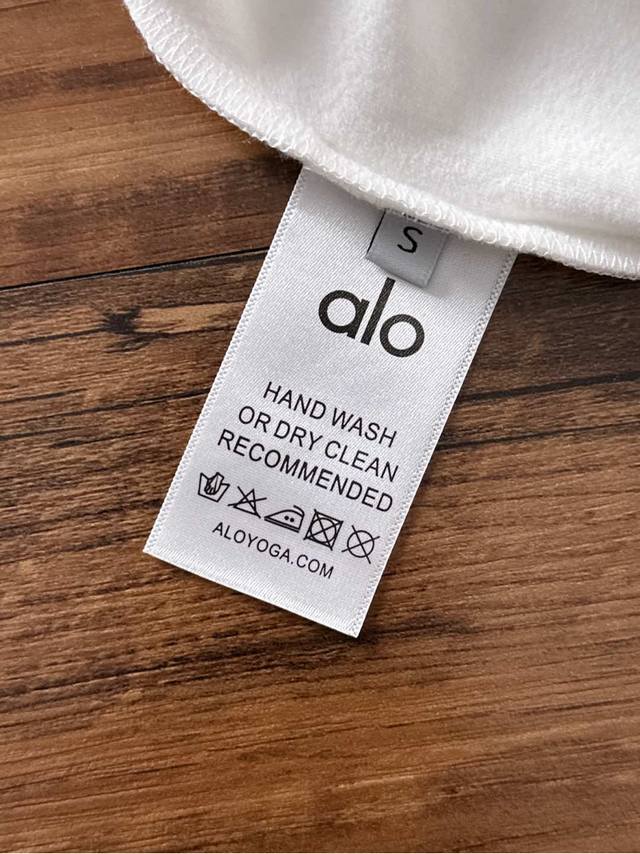 S
alo
HAND WASH
OR DRY CLEAN
RECOMMENDED
ALOYOGA.COM